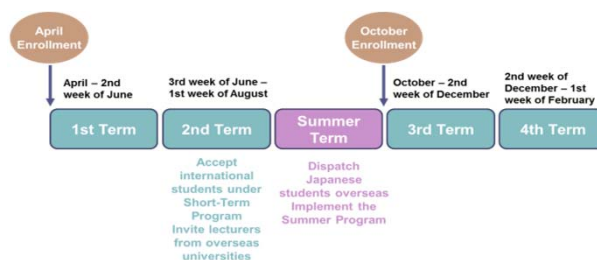 April
Enrollment
October
Enrollment
April – 2nd
week of June
3rd week of June –
1st week of August
October – 2nd
week of December
2nd week of
December – 1st
week of February
1st Term
2nd Term
Summer
Term
3rd Term
4th Term
Accept
international
students under
Short-Term
Program
Invite lecturers
from overseas
universities
Dispatch
Japanese
students overseas
Implement the
Summer Program